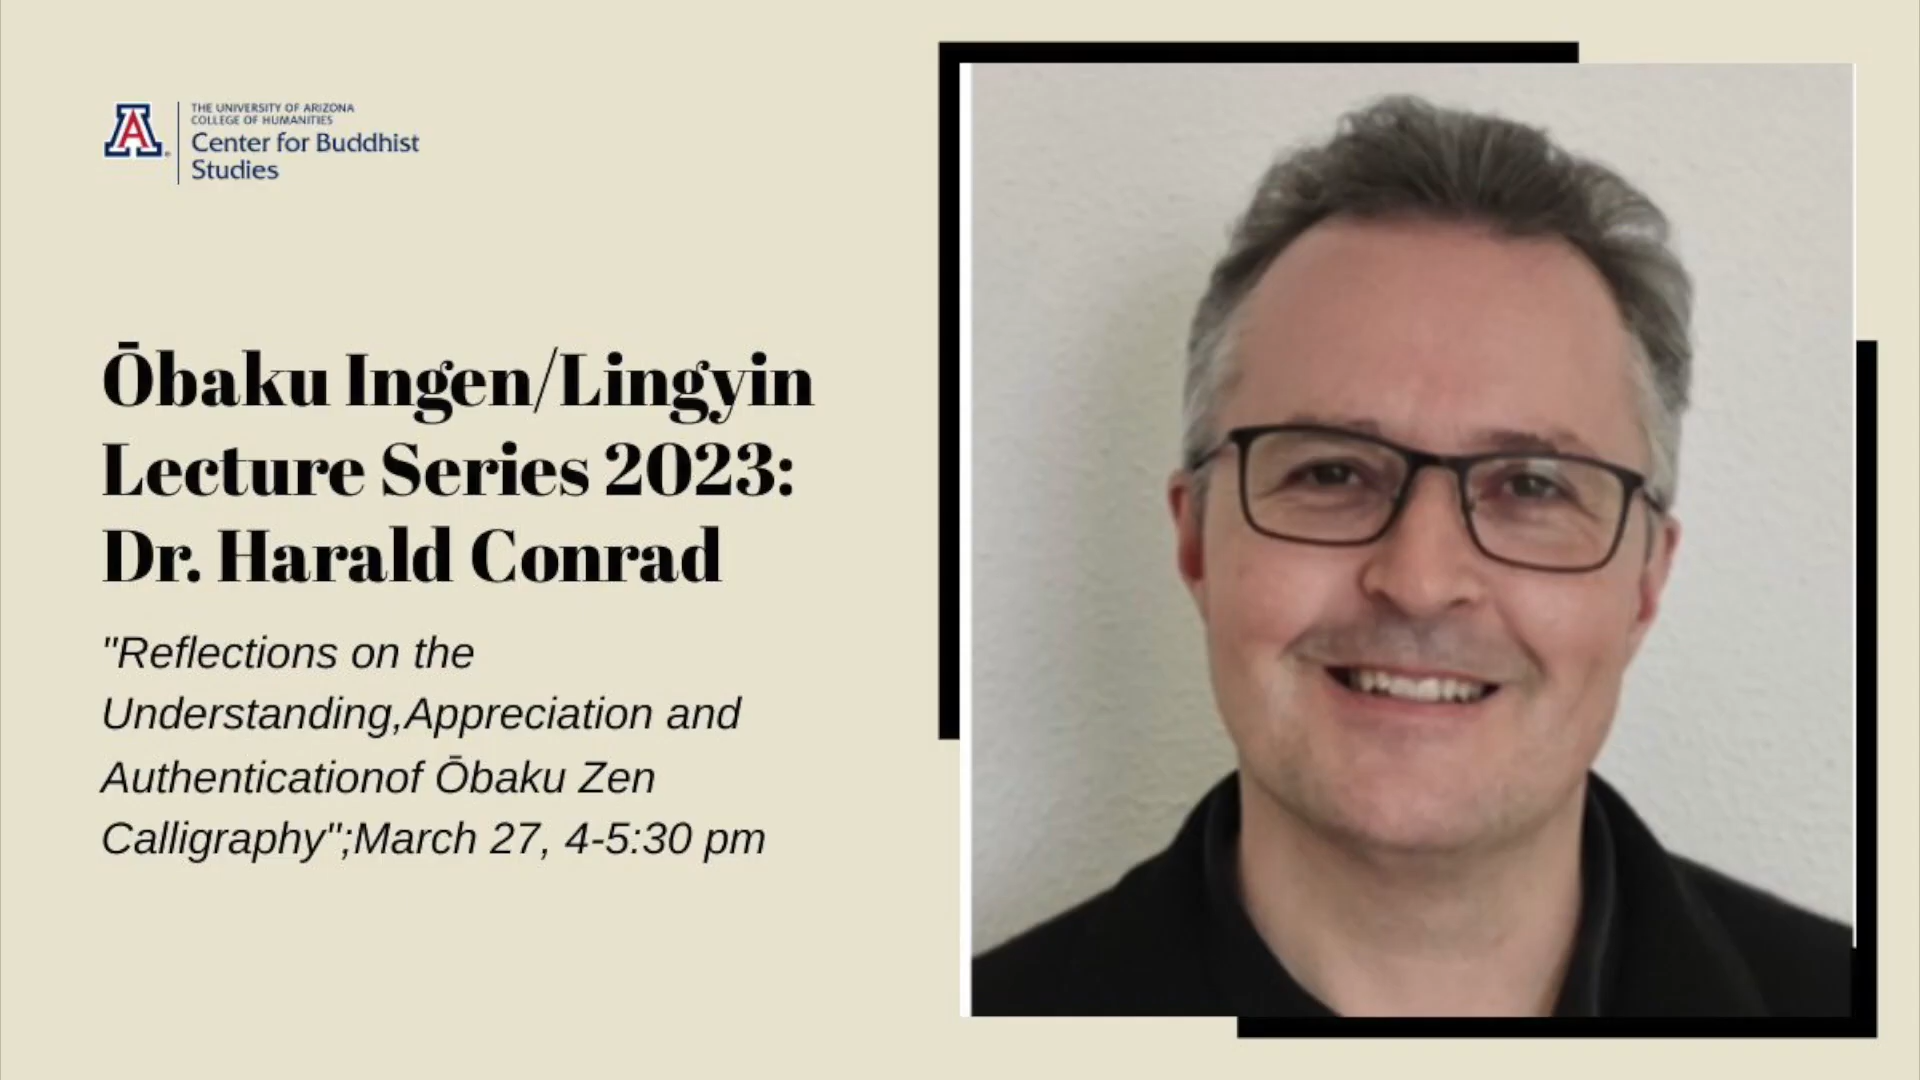 THE UNIVERSITY OF ARIZONA
COLLEGE OF HUMANITIES
Center for Buddhist
Studies
Ōbaku Ingen/Lingyin
Lecture Series 2023:
Dr. Harald Conrad
"Reflections on the
Understanding,Appreciation and
Authenticationof Ōbaku Zen
Calligraphy";March 27, 4-5:30 pm